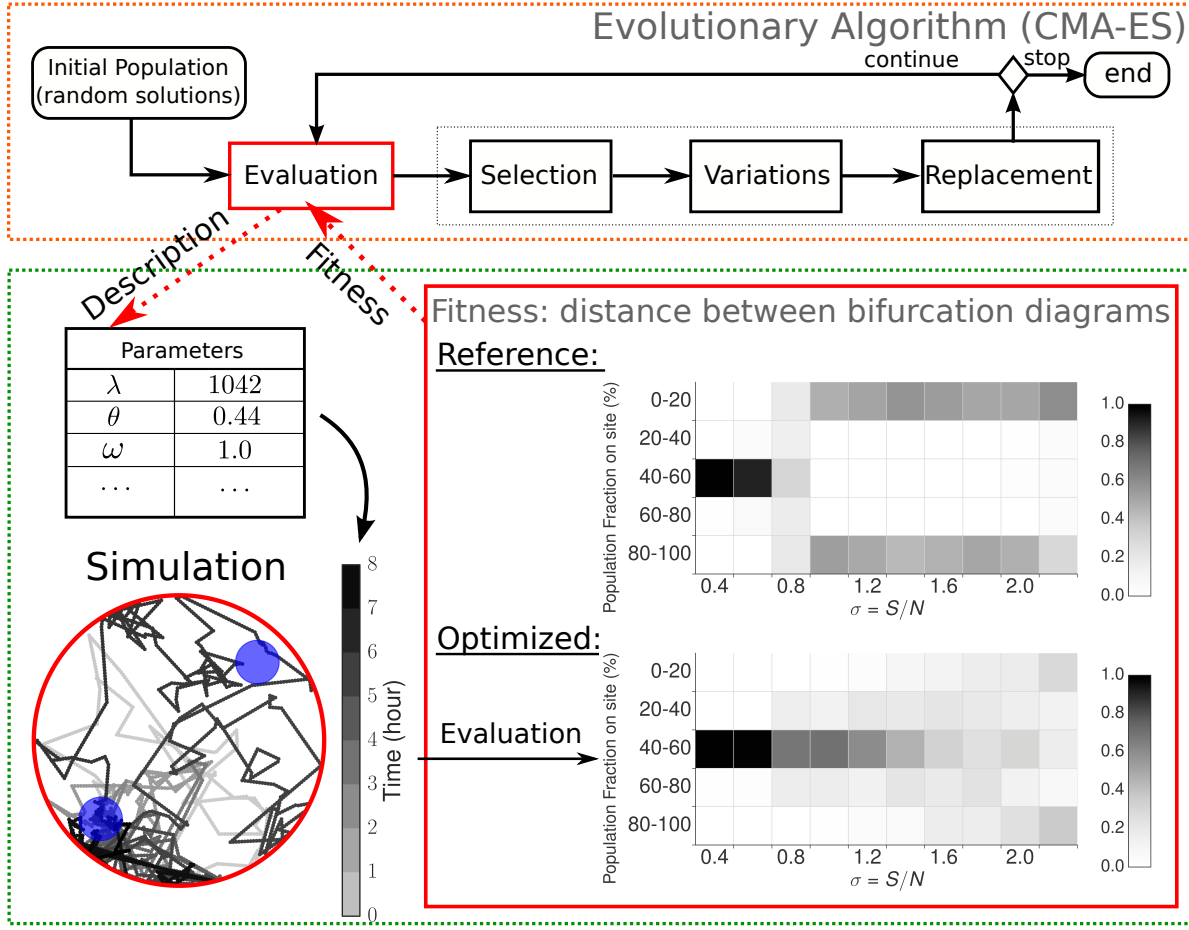 Evolutionary Algorithm (CMA-ES)
Initial Population
(random solutions)
continue
stop
end
Evaluation
Selection
Variations
Replacement
Description
Fitness
Parameters
λ 1042
θ 0.44
ω 1.0
... ...
Simulation
8
7
6
5
4
3
2
1
0
Time (hour)
Evaluation
Fitness: distance between bifurcation diagrams
Reference:
Population Fraction on site (%)
0-20
20-40
40-60
60-80
80-100
0.4 0.8 1.2 1.6 2.0
σ = S/N
1.0
0.8
0.6
0.4
0.2
0.0
Optimized:
Population Fraction on site (%)
0-20
20-40
40-60
60-80
80-100
0.4 0.8 1.2 1.6 2.0
σ = S/N
1.0
0.8
0.6
0.4
0.2
0.0